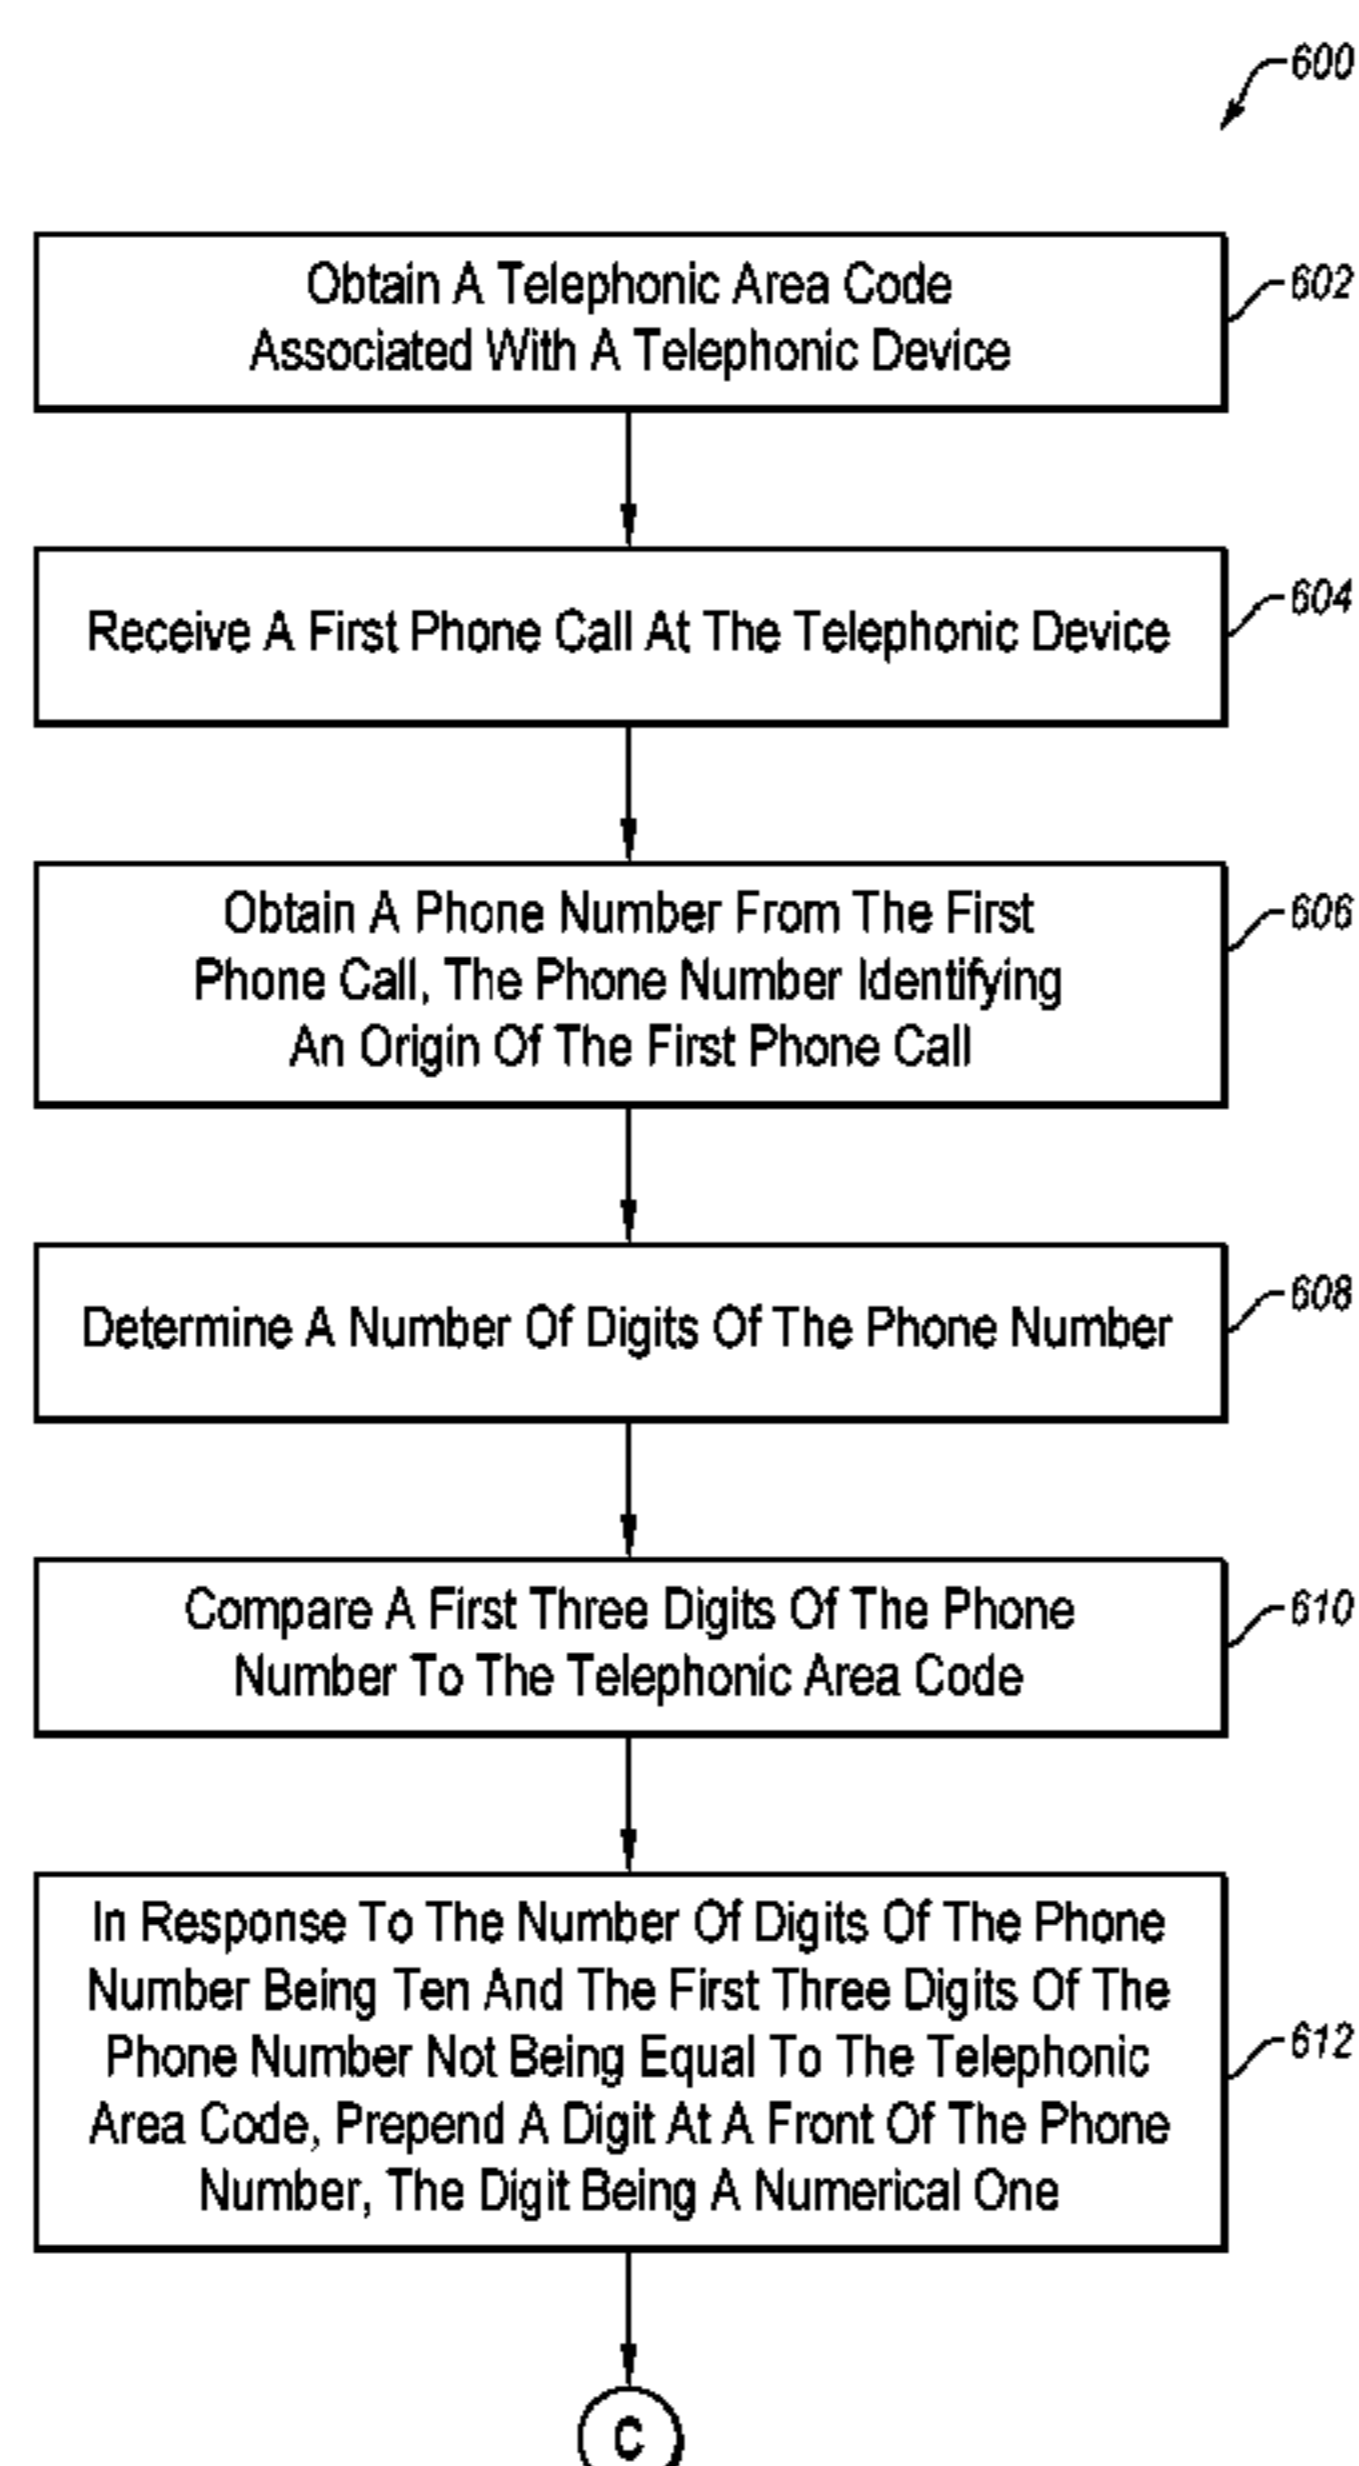 600
Obtain A Telephonic Area Code
Associated With A Telephonic Device
602
Receive A First Phone Call At The Telephonic Device
604
Obtain A Phone Number From The First
Phone Call, The Phone Number Identifying
An Origin Of The First Phone Call
606
Determine A Number Of Digits Of The Phone Number
608
Compare A First Three Digits Of The Phone
Number To The Telephonic Area Code
610
In Response To The Number Of Digits Of The Phone
Number Being Ten And The First Three Digits Of The
Phone Number Not Being Equal To The Telephonic
Area Code, Prepend A Digit At A Front Of The Phone
Number, The Digit Being A Numerical One
612
C